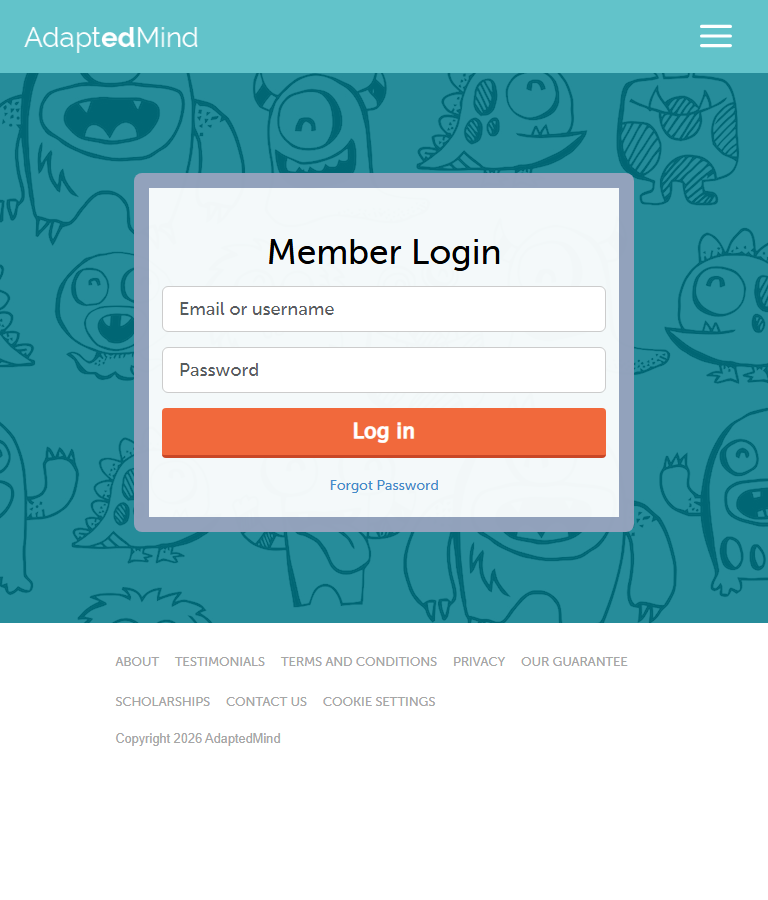 AdaptedMind
Member Login
Email or username
Password
Log in
Forgot Password
ABOUT TESTIMONIALS TERMS AND CONDITIONS PRIVACY OUR GUARANTEE
SCHOLARSHIPS CONTACT US COOKIE SETTINGS
Copyright 2026 AdaptedMind